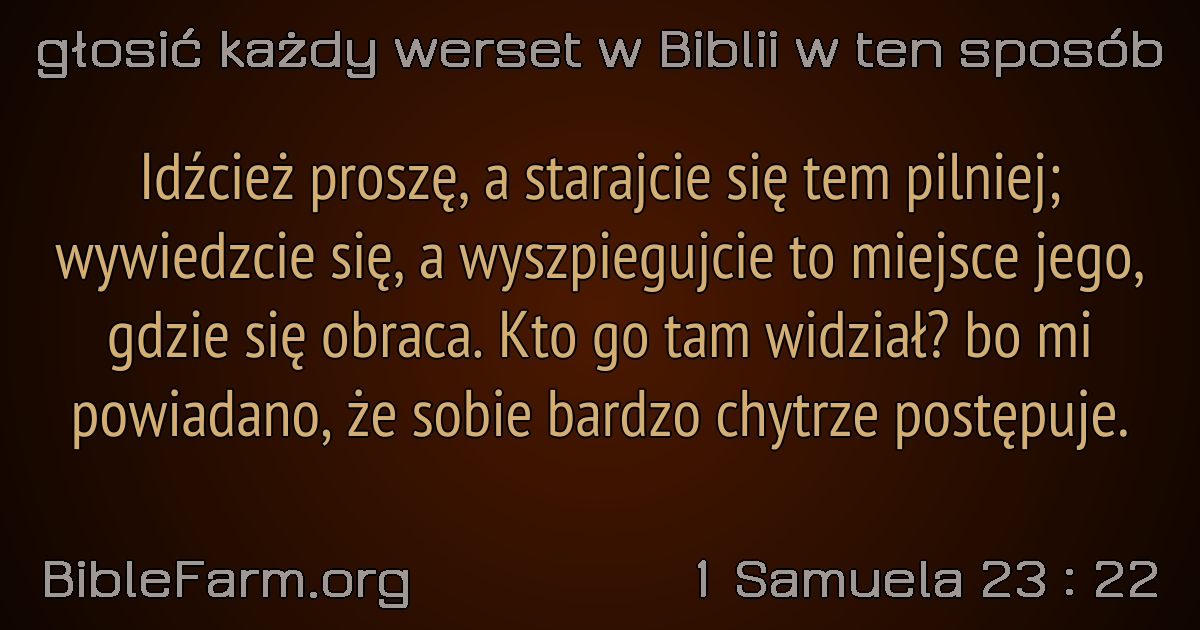 głosić każdy werset w Biblii w ten sposób
Idźcież proszę, a starajcie się tem pilniej;
wywiedzcie się, a wyszpiegujcie to miejsce jego,
gdzie się obraca. Kto go tam widział? bo mi
powiadano, że sobie bardzo chytrze postępuje.
BibleFarm.org
1 Samuela 23 : 22